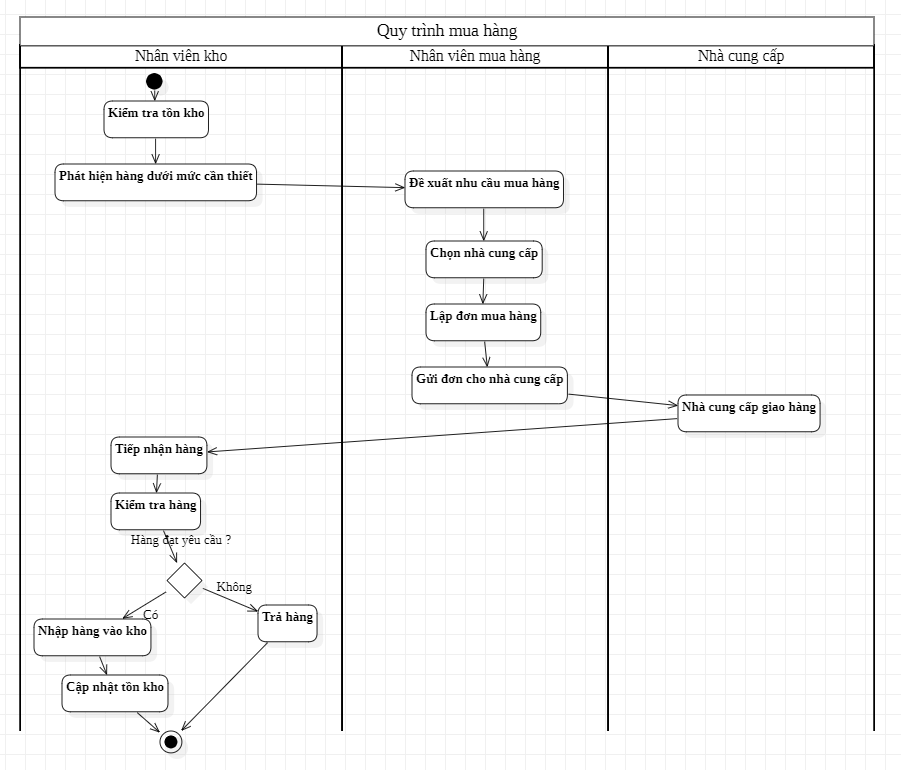 Quy trình mua hàng
Nhân viên kho
Nhân viên mua hàng
Nhà cung cấp
Kiểm tra tồn kho
Phát hiện hàng dưới mức cần thiết
Đề xuất nhu cầu mua hàng
Chọn nhà cung cấp
Lập đơn mua hàng
Gửi đơn cho nhà cung cấp
Nhà cung cấp giao hàng
Tiếp nhận hàng
Kiểm tra hàng
Hàng đạt yêu cầu ?
Không
Có
Trả hàng
Nhập hàng vào kho
Cập nhật tồn kho